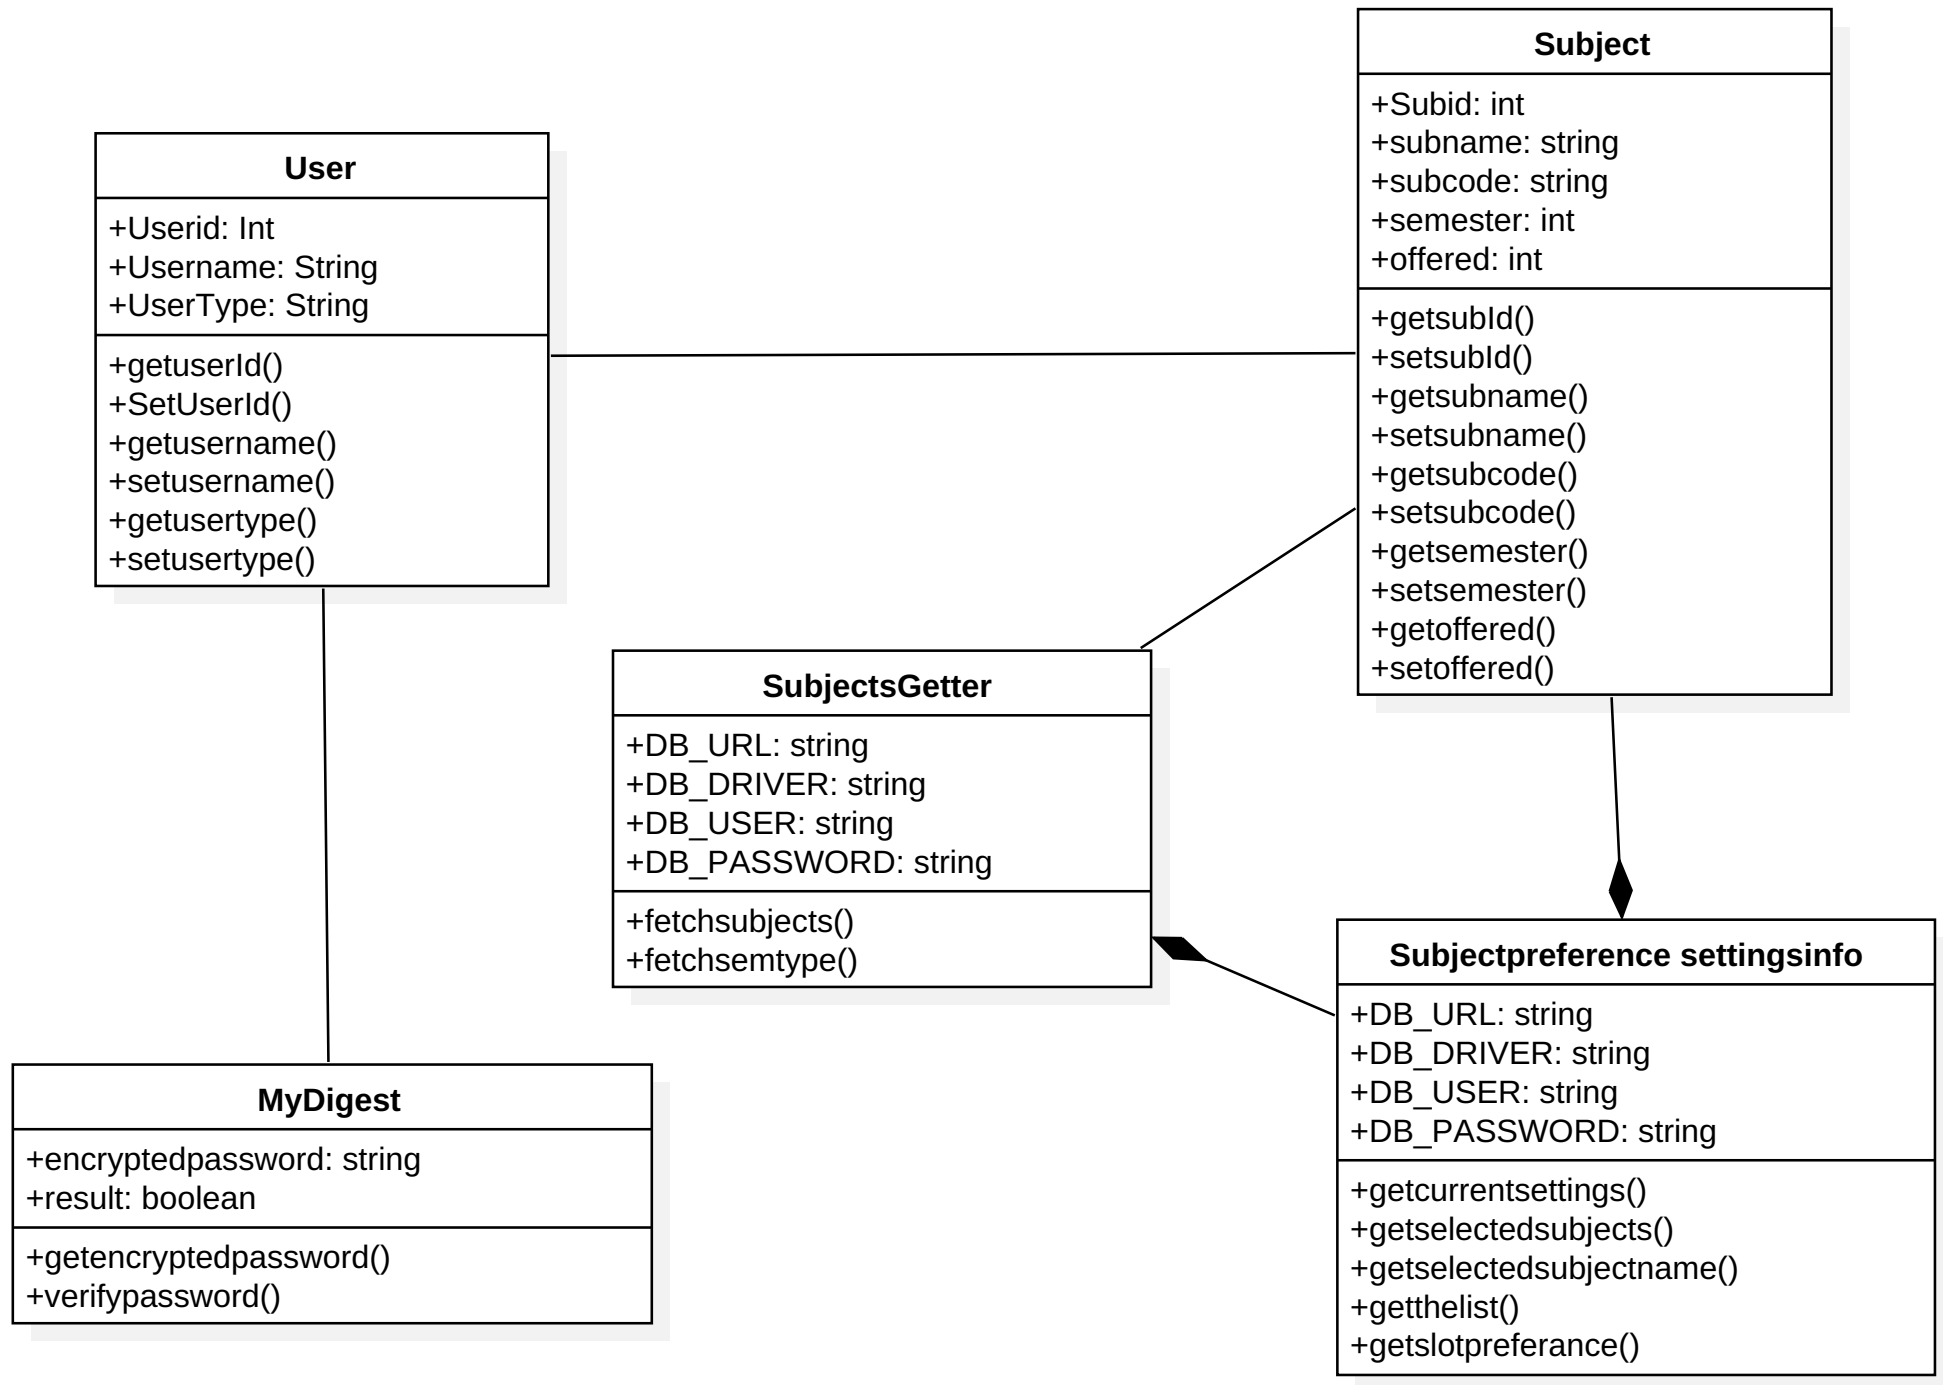 User
+Userid: Int
+Username: String
+UserType: String
+getuserId()
+SetUserId()
+getusername()
+setusername()
+getusertype()
+setusertype()
Subject
+Subid: int
+subname: string
+subcode: string
+semester: int
+offered: int
+getsubId()
+setsubId()
+getsubname()
+setsubname()
+getsubcode()
+setsubcode()
+getsemester()
+setsemester()
+getoffered()
+setoffered()
SubjectsGetter
+DB_URL: string
+DB_DRIVER: string
+DB_USER: string
+DB_PASSWORD: string
+fetchsubjects()
+fetchsemtype()
MyDigest
+encryptedpassword: string
+result: boolean
+getencryptedpassword()
+verifypassword()
Subjectpreference settingsinfo
+DB_URL: string
+DB_DRIVER: string
+DB_USER: string
+DB_PASSWORD: string
+getcurrentsettings()
+getselectedsubjects()
+getselectedsubjectname()
+getthelist()
+getslotpreferance()